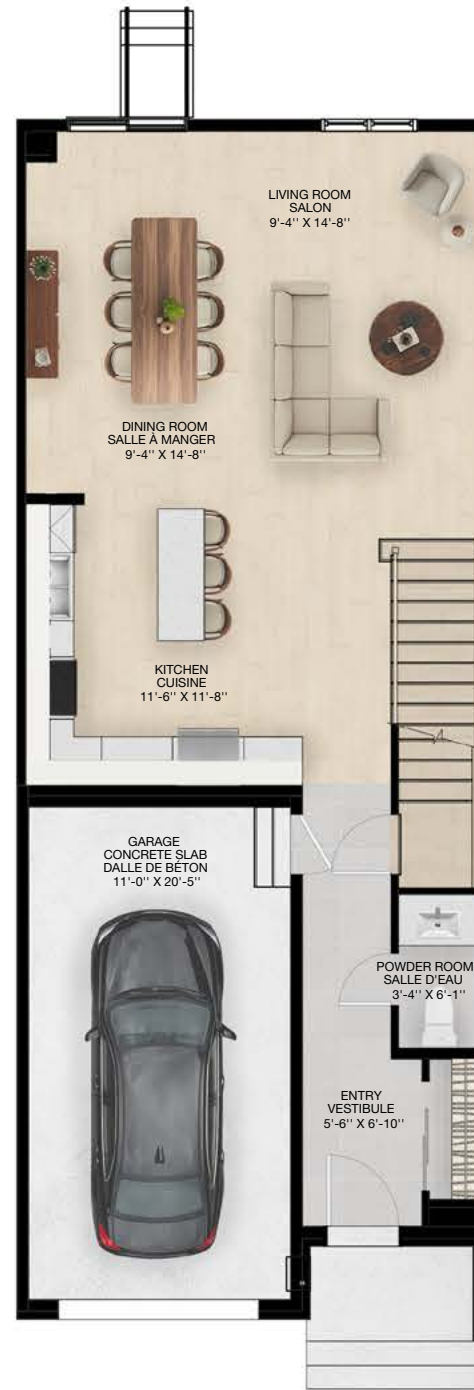 LIVING ROOM
SALON
9'-4'' X 14'-8''
DINING ROOM
SALLE À MANGER
9'-4'' X 14'-8''
KITCHEN
CUISINE
11'-6'' X 11'-8''
GARAGE
CONCRETE SLAB
DALLE DE BÉTON
11'-0'' X 20'-5''
POWDER ROOM
SALLE D'EAU
3'-4'' X 6'-1''
ENTRY
VESTIBULE
5'-6'' X 6'-10''